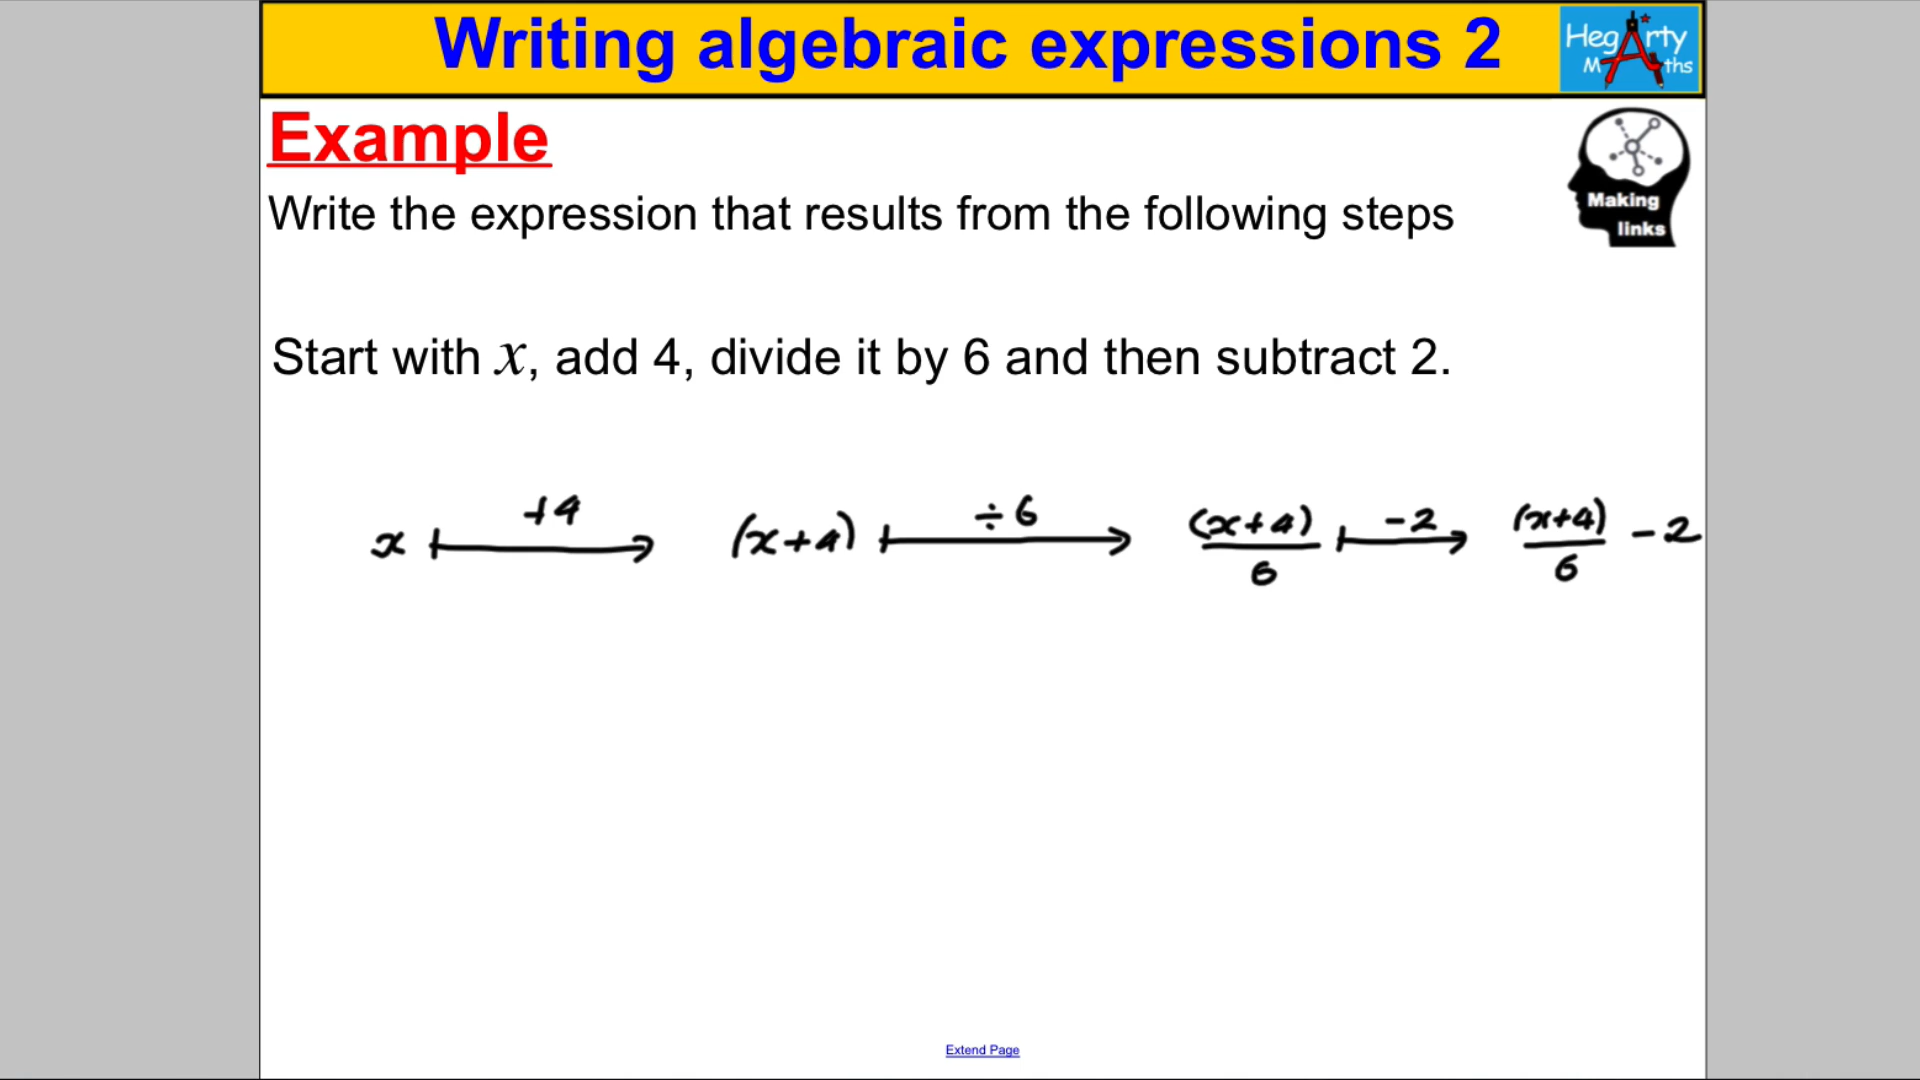 Writing algebraic expressions 2
Hegarty
Maths
Example
Making
links
Write the expression that results from the following steps
Start with x, add 4, divide it by 6 and then subtract 2.
x +4 (x+4) ÷6 (x+4)/6 -2 (x+4)/6 -2
Extend Page